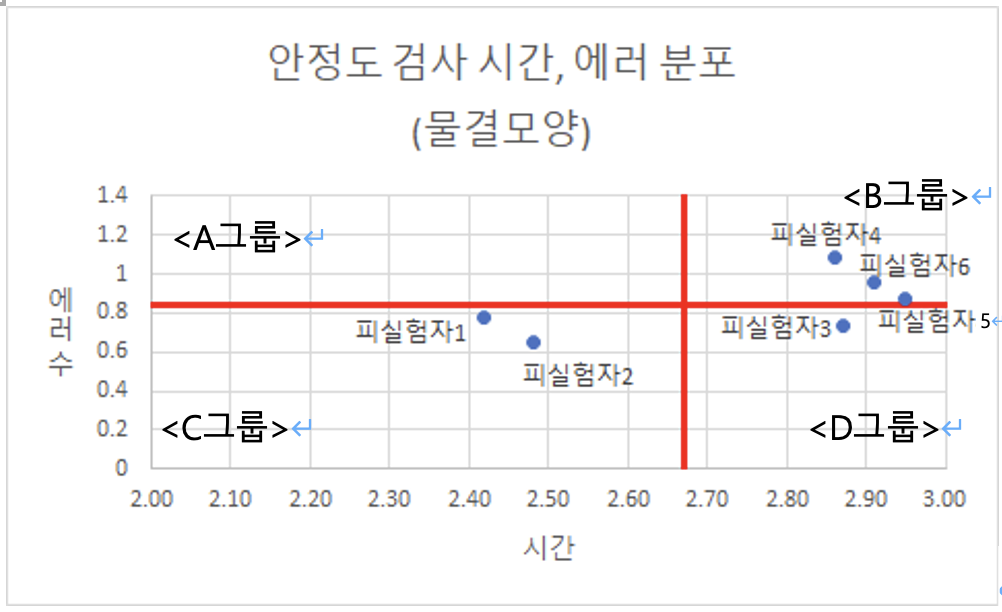 안정도 검사 시간, 에러 분포
(물결모양)
에러수
1.4
1.2
1
0.8
0.6
0.4
0.2
0
<A그룹>
<B그룹>
피실험자4
피실험자6
피실험자1
피실험자3
피실험자 5
피실험자2
<C그룹>
<D그룹>
2.00 2.10 2.20 2.30 2.40 2.50 2.60 2.70 2.80 2.90 3.00
시간